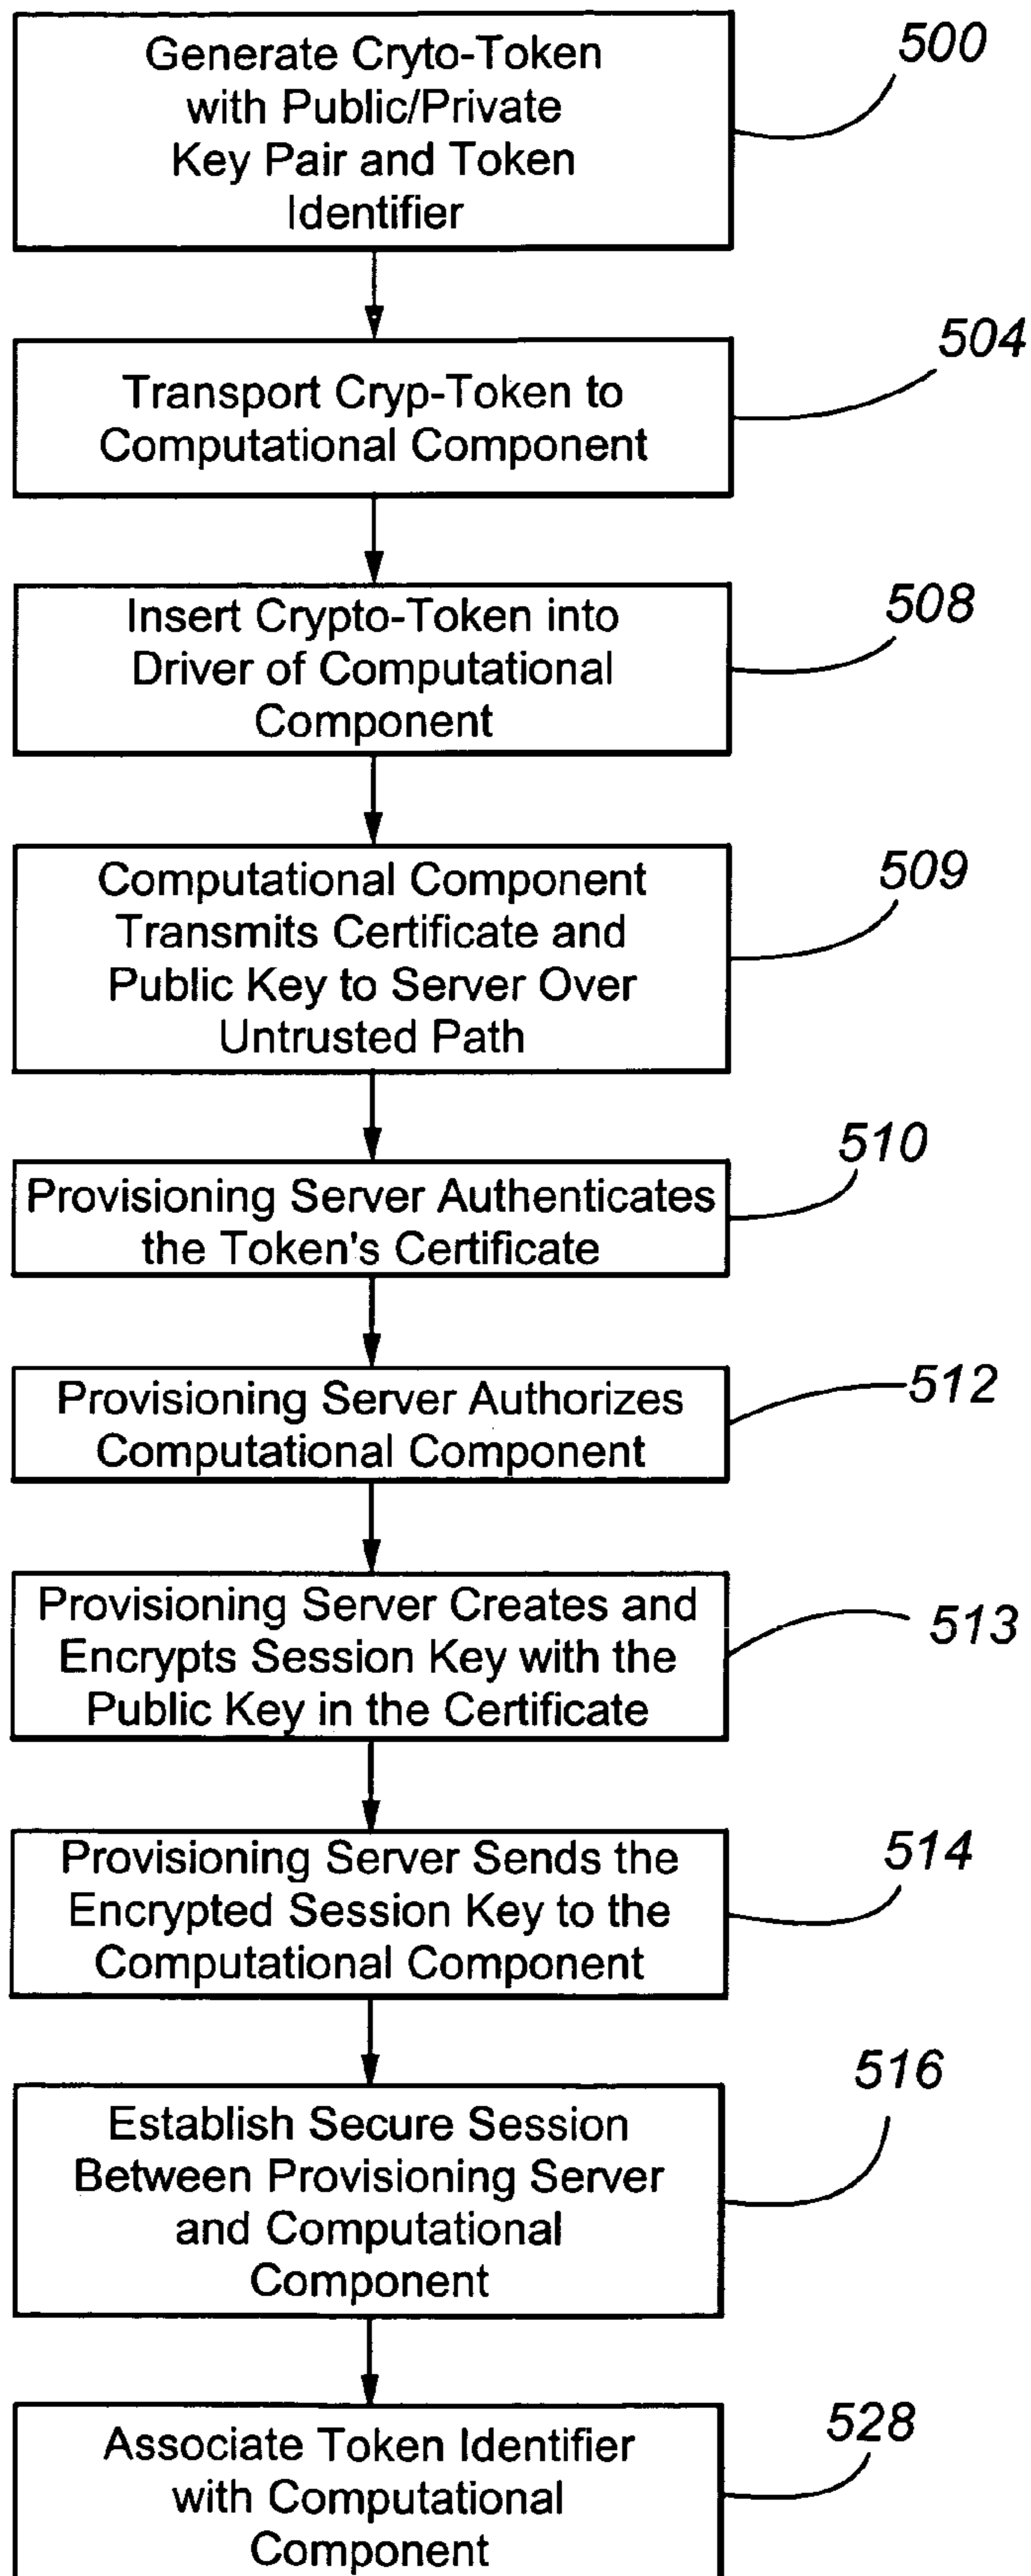 Generate Cryto-Token
with Public/Private
Key Pair and Token
Identifier
500
Transport Cryp-Token to
Computational Component
504
Insert Crypto-Token into
Driver of Computational
Component
508
Computational Component
Transmits Certificate and
Public Key to Server Over
Untrusted Path
509
Provisioning Server Authenticates
the Token's Certificate
510
Provisioning Server Authorizes
Computational Component
512
Provisioning Server Creates and
Encrypts Session Key with the
Public Key in the Certificate
513
Provisioning Server Sends the
Encrypted Session Key to the
Computational Component
514
Establish Secure Session
Between Provisioning Server
and Computational
Component
516
Associate Token Identifier
with Computational
Component
528